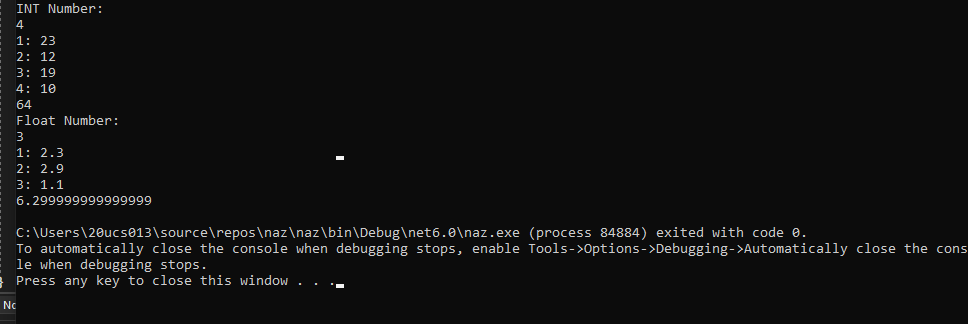 INT Number:
4
1: 23
2: 12
3: 19
4: 10
64
Float Number:
3
1: 2.3
2: 2.9
3: 1.1
6.299999999999999
C:\Users\20ucs013\source\repos\naz\naz\bin\Debug\net6.0\naz.exe (process 84884) exited with code 0.
To automatically close the console when debugging stops, enable Tools->Options->Debugging->Automatically close the cons
le when debugging stops.
Press any key to close this window . . .
}
No